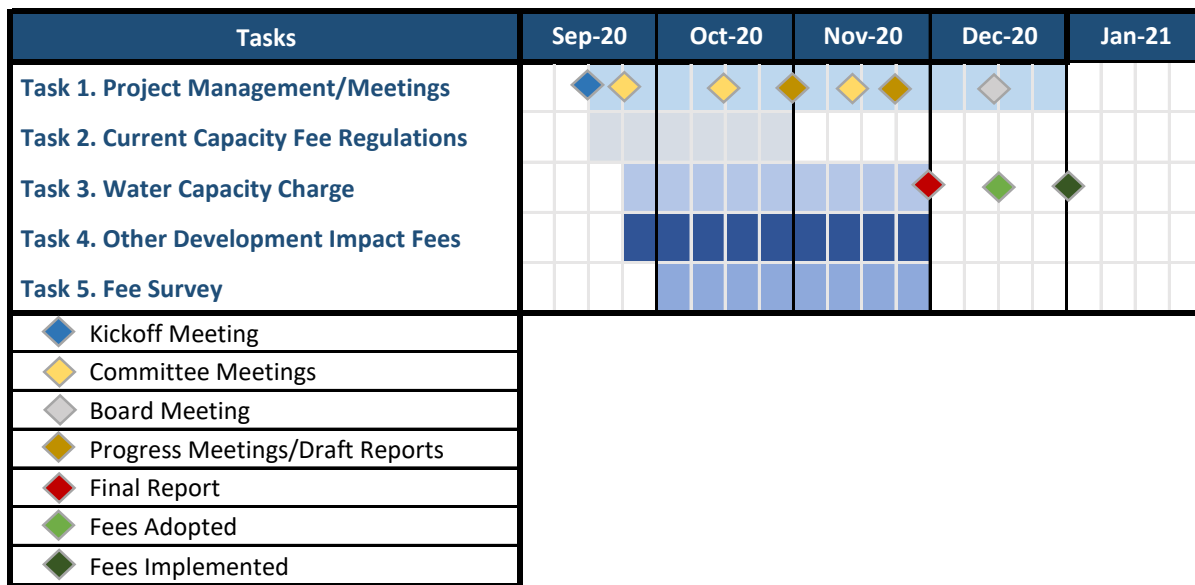 Tasks Sep-20 Oct-20 Nov-20 Dec-20 Jan-21
Task 1. Project Management/Meetings
Task 2. Current Capacity Fee Regulations
Task 3. Water Capacity Charge
Task 4. Other Development Impact Fees
Task 5. Fee Survey
Kickoff Meeting
Committee Meetings
Board Meeting
Progress Meetings/Draft Reports
Final Report
Fees Adopted
Fees Implemented